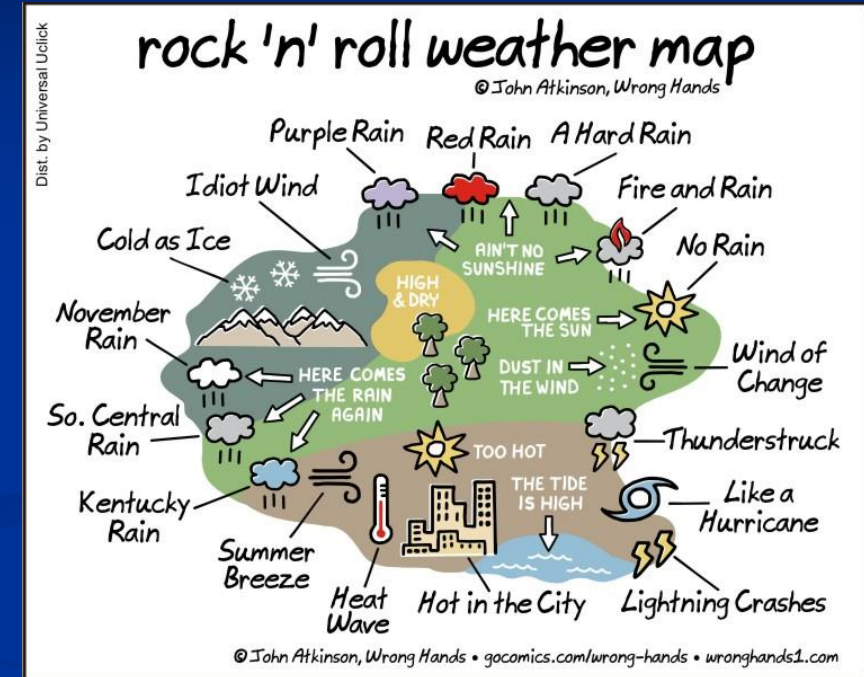 Dist. by Universal Uclick
rock 'n' roll weather map
© John Atkinson, Wrong Hands
Purple Rain
Red Rain
A Hard Rain
Idiot Wind
Fire and Rain
Cold as Ice
AIN'T NO
SUNSHINE
No Rain
HIGH
& DRY
November
Rain
HERE COMES
THE SUN
Wind of
Change
DUST IN
THE WIND
HERE COMES
THE RAIN
AGAIN
So. Central
Rain
TOO HOT
Thunderstruck
Kentucky
Rain
THE TIDE
IS HIGH
Like a
Hurricane
Summer
Breeze
Heat
Wave
Hot in the City
Lightning Crashes
© John Atkinson, Wrong Hands • gocomics.com/wrong-hands • wronghands1.com